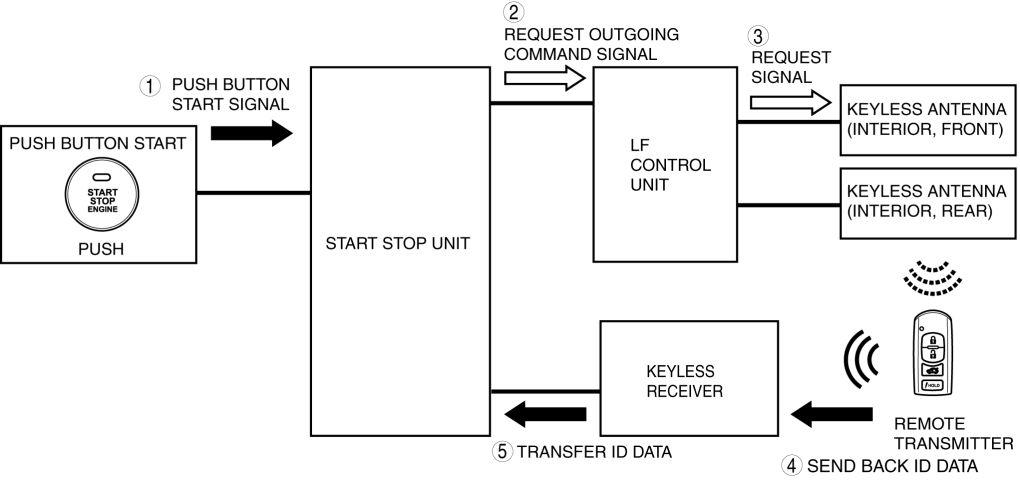 ① PUSH BUTTON
START SIGNAL
②
REQUEST OUTGOING
COMMAND SIGNAL
③
REQUEST
SIGNAL
PUSH BUTTON START
START
STOP
ENGINE
PUSH
START STOP UNIT
LF
CONTROL
UNIT
KEYLESS ANTENNA
(INTERIOR, FRONT)
KEYLESS ANTENNA
(INTERIOR, REAR)
KEYLESS
RECEIVER
HOLD
REMOTE
TRANSMITTER
④ SEND BACK ID DATA
⑤ TRANSFER ID DATA